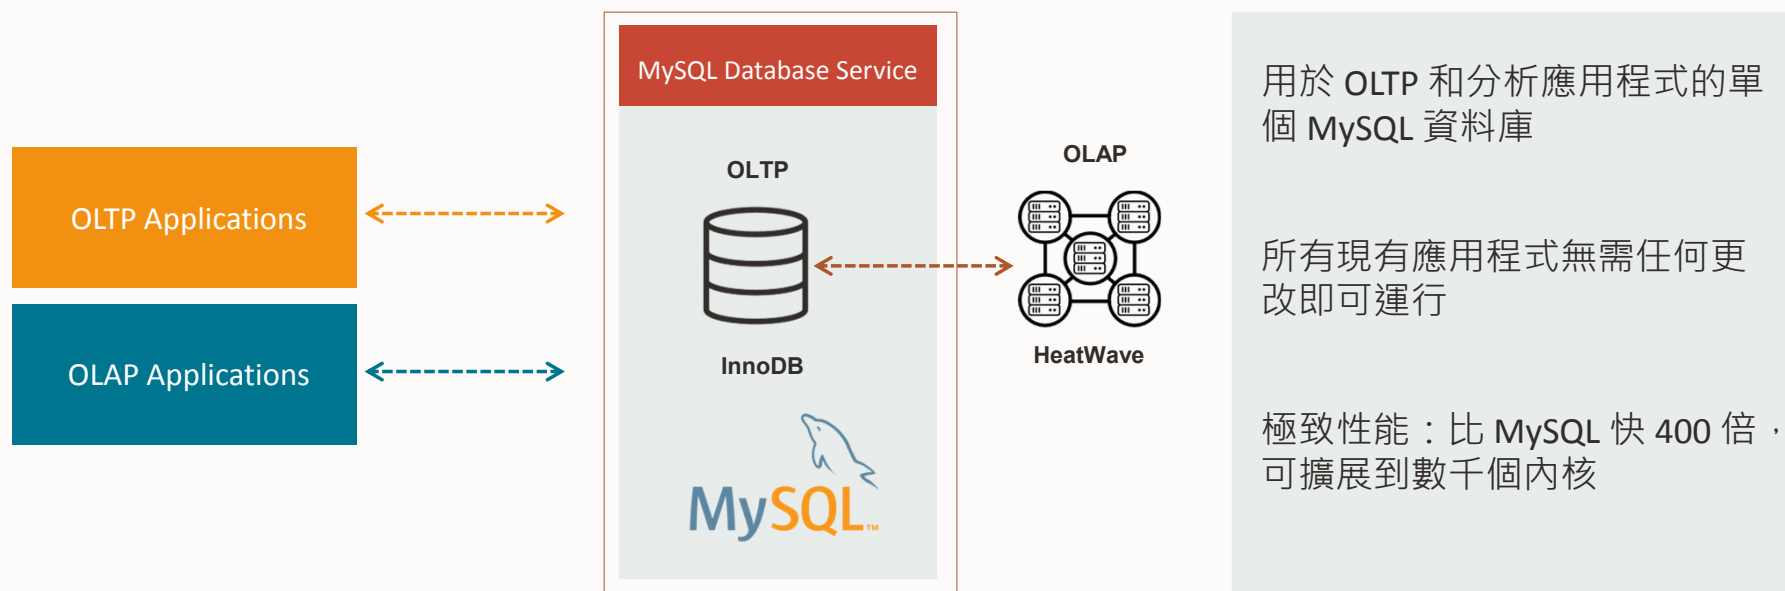 MySQL Database Service
OLTP Applications
OLAP Applications
OLTP
InnoDB
MySQL™
OLAP
HeatWave
用於 OLTP 和分析應用程式的單
個 MySQL 資料庫
所有現有應用程式無需任何更
改即可運行
極致性能：比 MySQL 快 400 倍，
可擴展到數千個內核